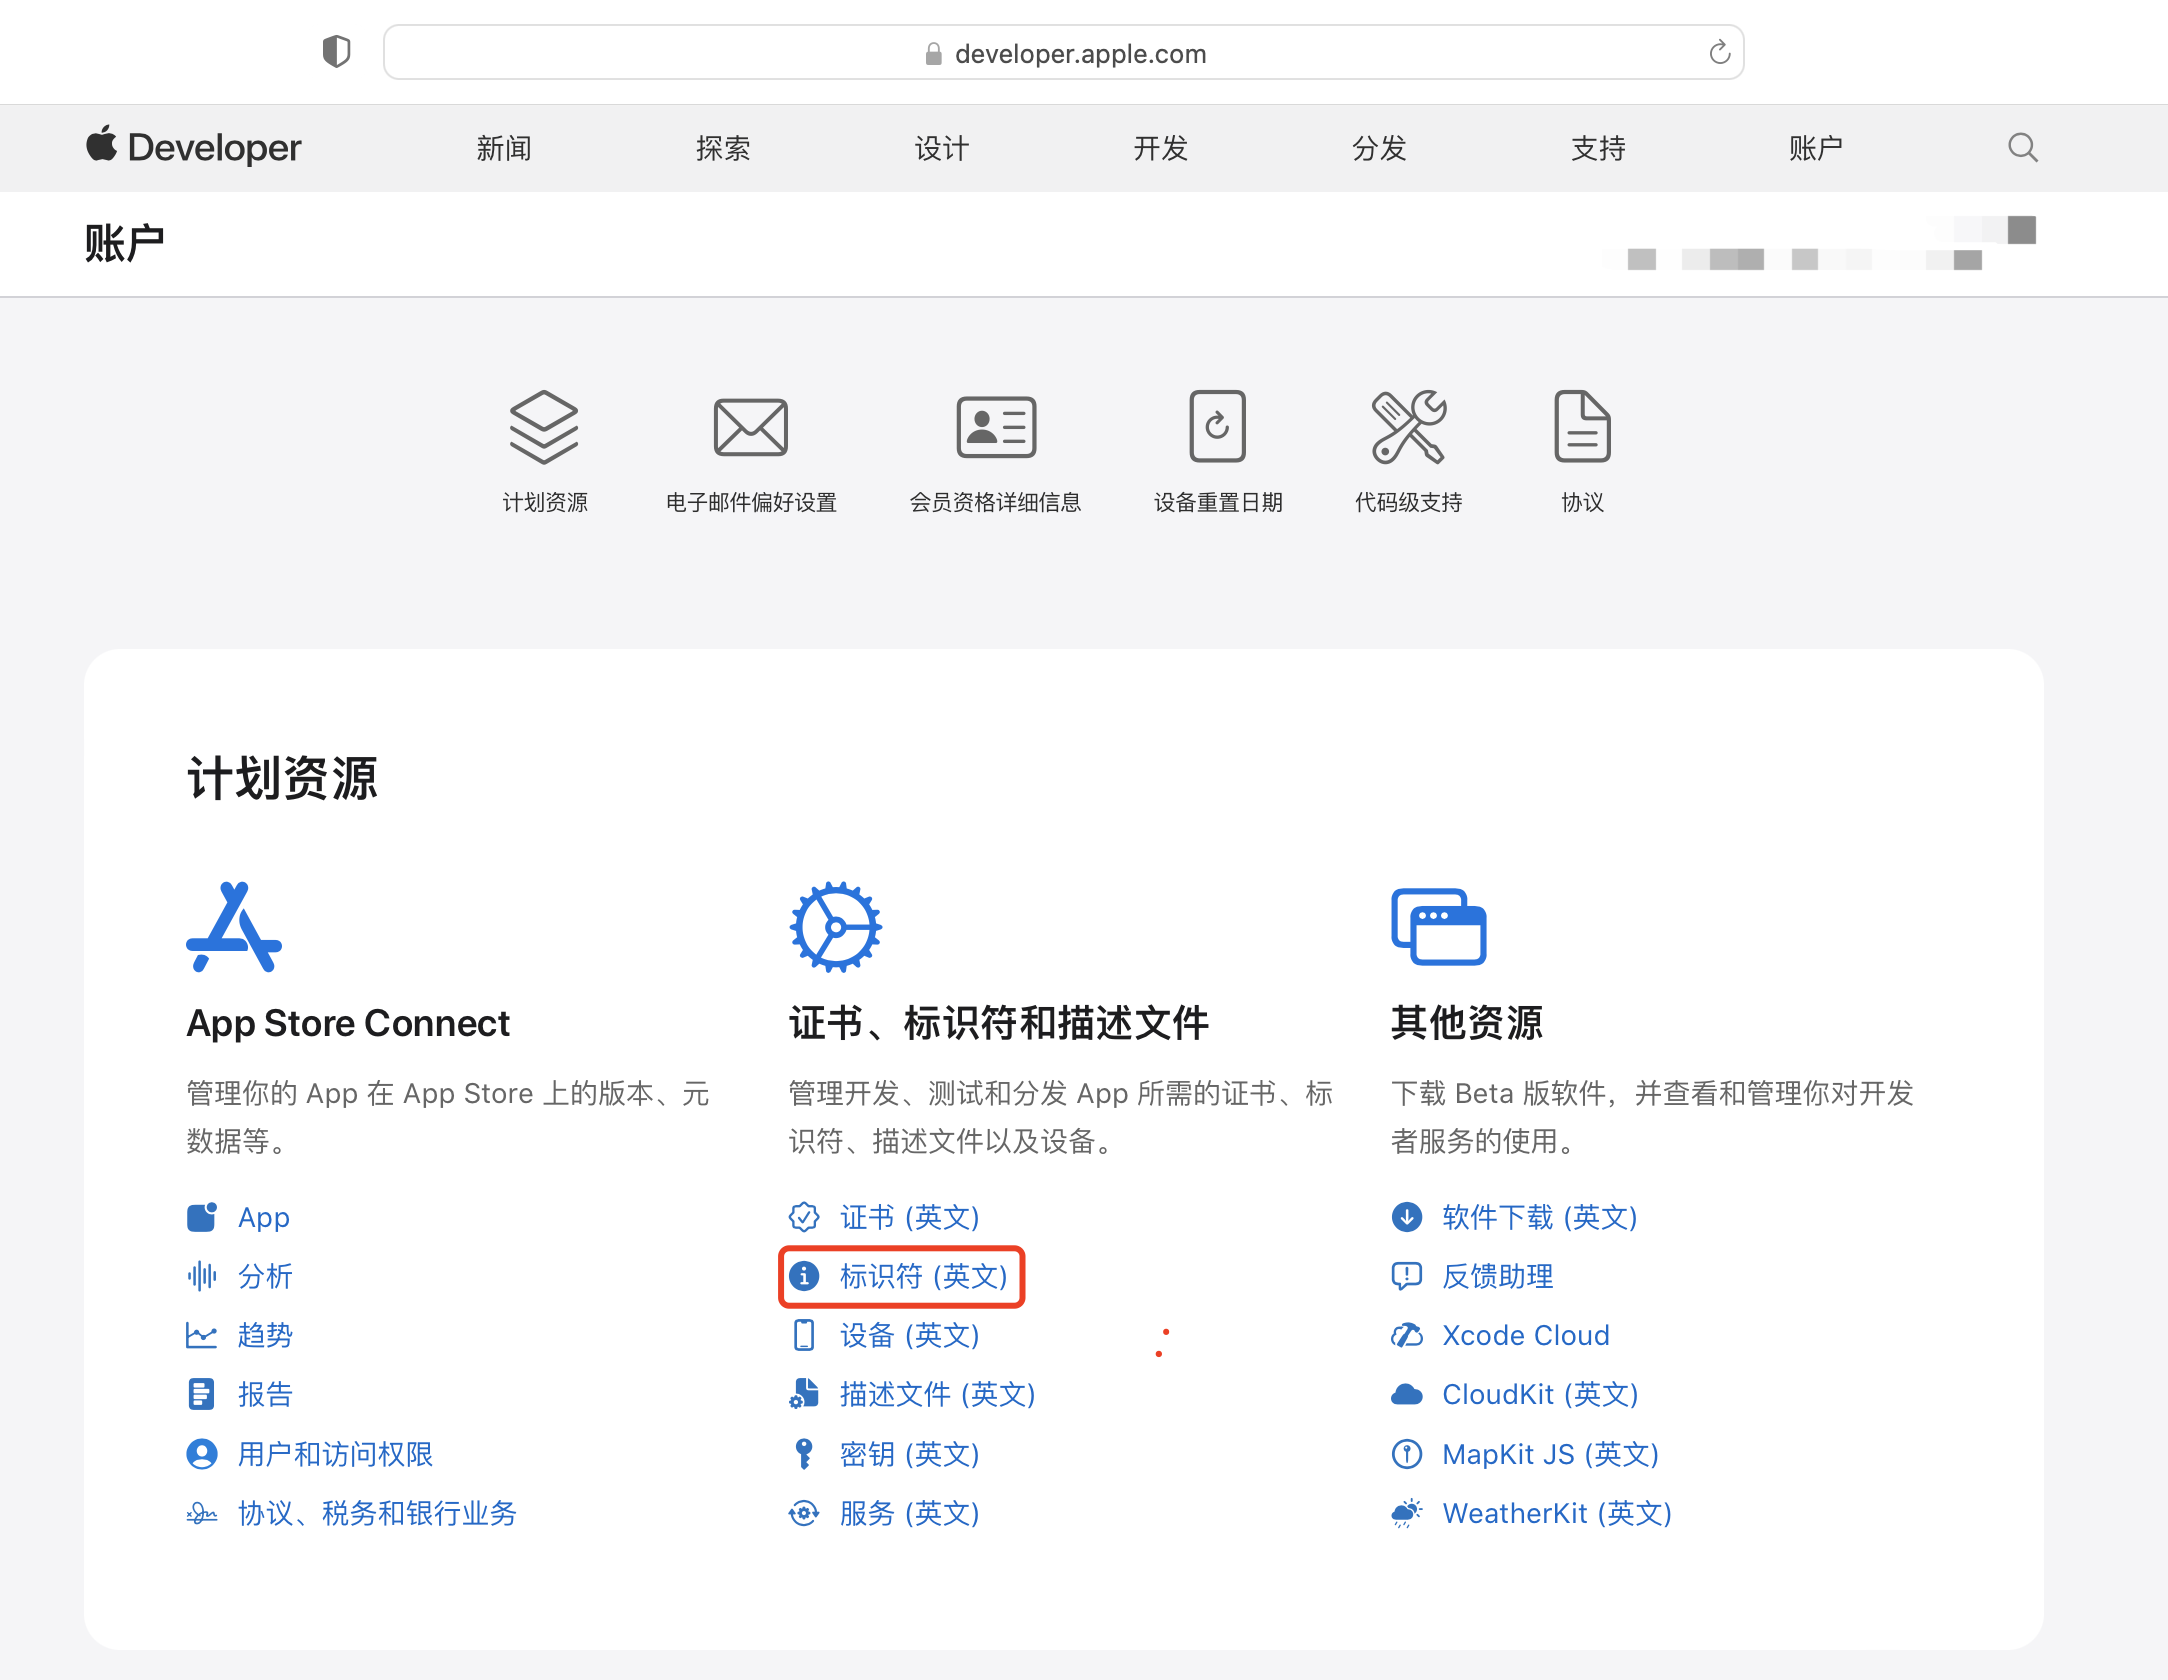 developer.apple.com
Developer
新闻
探索
设计
开发
分发
支持
账户
账户
计划资源
电子邮件偏好设置
会员资格详细信息
设备重置日期
代码级支持
协议
计划资源
App Store Connect
管理你的 App 在 App Store 上的版本、元
数据等。
App
分析
趋势
报告
用户和访问权限
协议、税务和银行业务
证书、标识符和描述文件
管理开发、测试和分发 App 所需的证书、标
识符、描述文件以及设备。
证书 (英文)
标识符 (英文)
设备 (英文)
描述文件 (英文)
密钥 (英文)
服务 (英文)
其他资源
下载 Beta 版软件，并查看和管理你对开发
者服务的使用。
软件下载 (英文)
反馈助理
Xcode Cloud
CloudKit (英文)
MapKit JS (英文)
WeatherKit (英文)